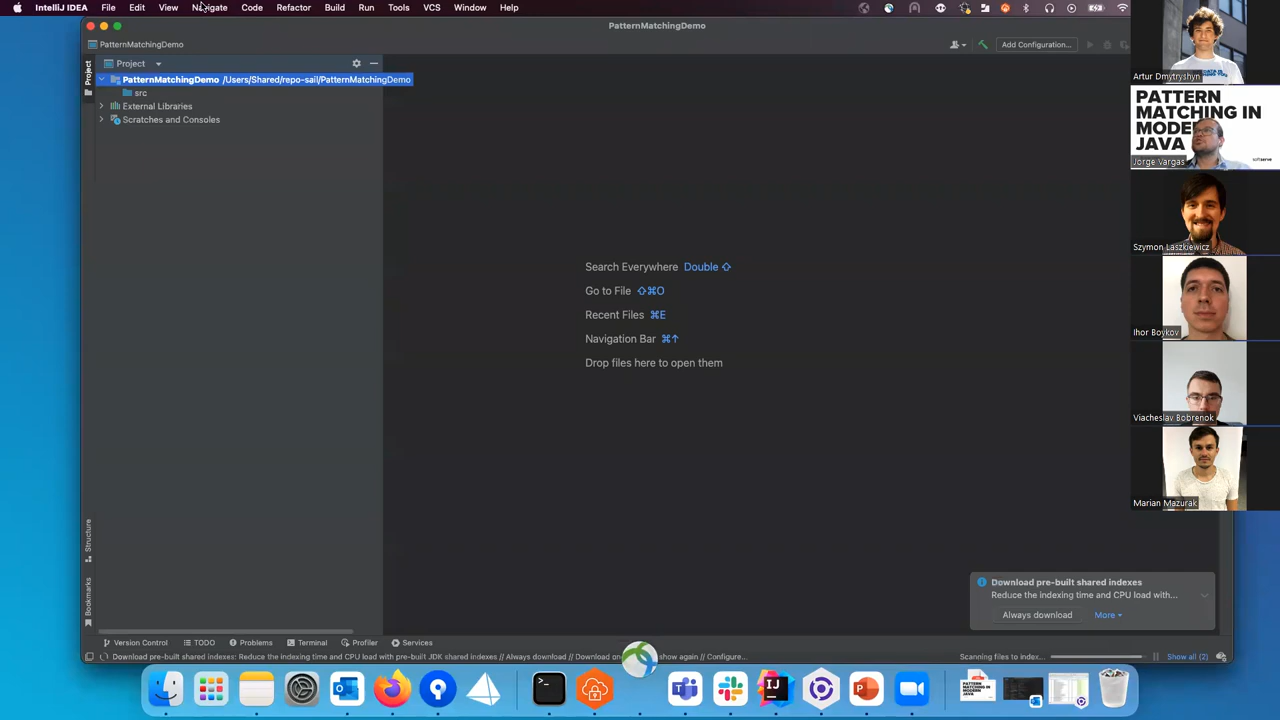 IntelliJ IDEA File Edit View Navigate Code Refactor Build Run Tools VCS Window Help
PatternMatchingDemo
PatternMatchingDemo
Add Configuration...
Project
Project
PatternMatchingDemo /Users/Shared/repo-sail/PatternMatchingDemo
src
External Libraries
Scratches and Consoles
Search Everywhere Double ⇧
Go to File ⇧⌘O
Recent Files ⌘E
Navigation Bar ⌘↑
Drop files here to open them
Artur Dmytryshyn
PATTERN
MATCHING IN
MODE
JAVA
softserve
Jorge Vargas
Szymon Laszkiewicz
Ihor Boykov
Viacheslav Bobrenok
Marian Mazurak
Structure
Bookmarks
Download pre-built shared indexes
Reduce the indexing time and CPU load with...
Always download More
Version Control TODO Problems Terminal Profiler Services
Download pre-built shared indexes: Reduce the indexing time and CPU load with pre-built JDK shared indexes // Always download // Download on show again // Configure...
Scanning files to index...
Show all (2)